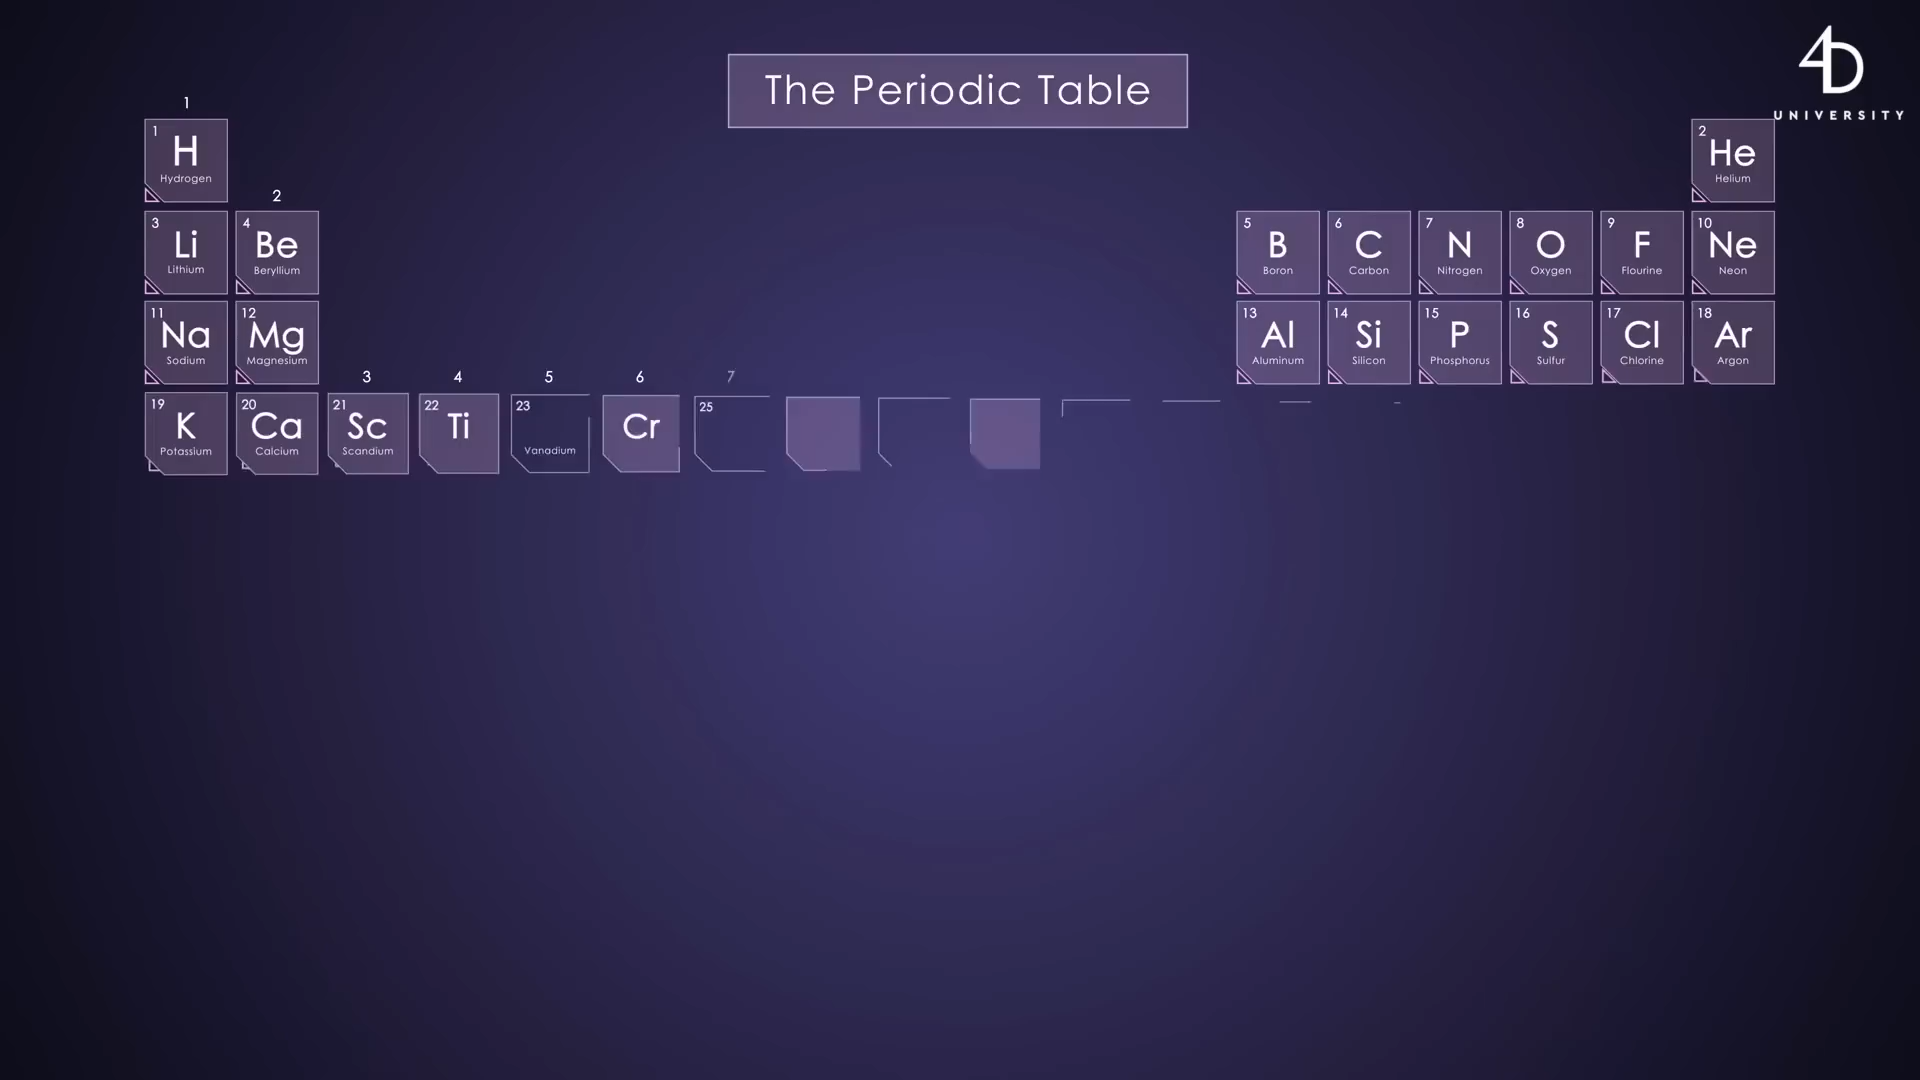 The Periodic Table
4D
UNIVERSITY
1
1
H
Hydrogen
2
He
Helium
2
3
Li
Lithium
4
Be
Beryllium
5
B
Boron
6
C
Carbon
7
N
Nitrogen
8
O
Oxygen
9
F
Flourine
10
Ne
Neon
11
Na
Sodium
12
Mg
Magnesium
13
Al
Aluminum
14
Si
Silicon
15
P
Phosphorus
16
S
Sulfur
17
Cl
Chlorine
18
Ar
Argon
3
4
5
6
7
19
K
Potassium
20
Ca
Calcium
21
Sc
Scandium
22
Ti
23
Vanadium
Cr
25